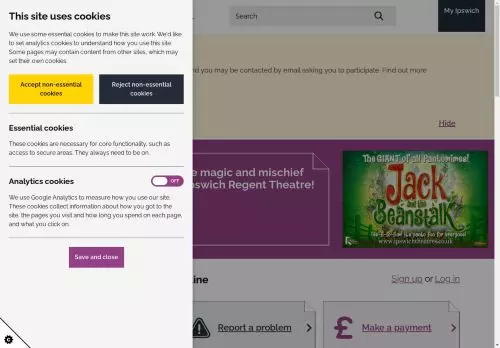 This site uses cookies
We use some essential cookies to make this site work. We'd like
to set analytics cookies to understand how you use this site.
Some pages may contain content from other sites, which may
set their own cookies.
Accept non-essential
cookies
Reject non-essential
cookies
Essential cookies
These cookies are necessary for core functionality, such as
access to secure areas. They always need to be on.
Analytics cookies
OFF
We use Google Analytics to measure how you use our site.
These cookies collect information about how you got to the
site, the pages you visit and how long you spend on each page,
and what you click on.
Save and close
Search
My Ipswich
nd you may be contacted by email asking you to participate. Find out more
Hide
e magic and mischief
pswich Regent Theatre!
The GIANT of all Pantomimes!
Jack
and the
Beanstalk
www.ipswichtheatres.co.uk
line
Sign up or Log in
Report a problem
£ Make a payment